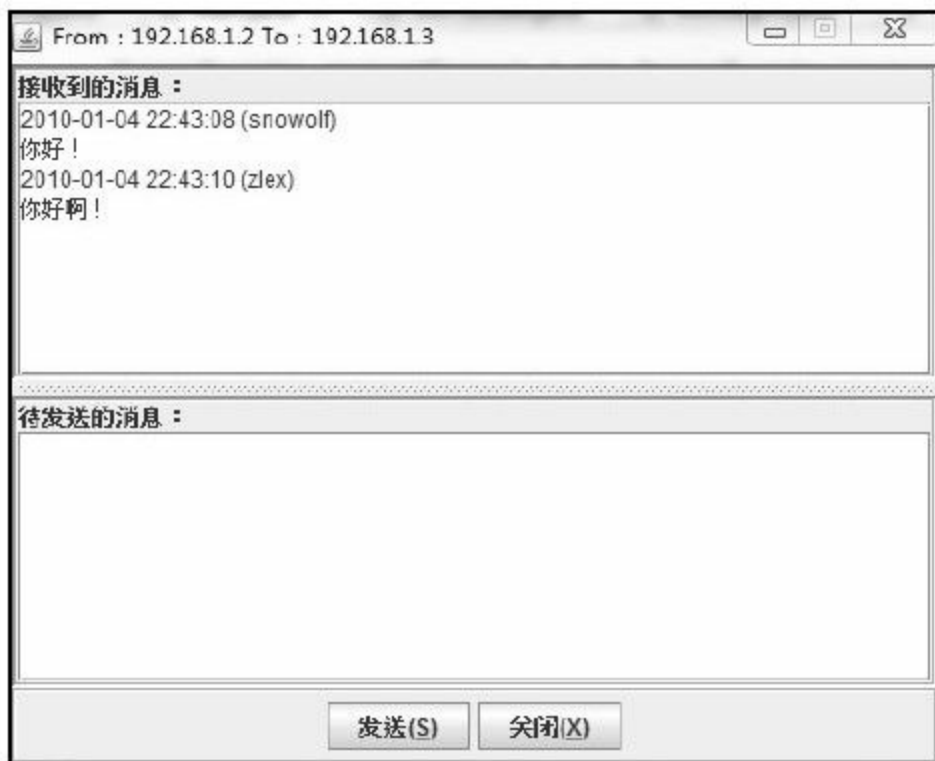 From : 192.168.1.2 To : 192.168.1.3
接收到的消息：
2010-01-04 22:43:08 (snowolf)
你好！
2010-01-04 22:43:10 (zlex)
你好啊！
待发送的消息：
发送(S) 关闭(X)